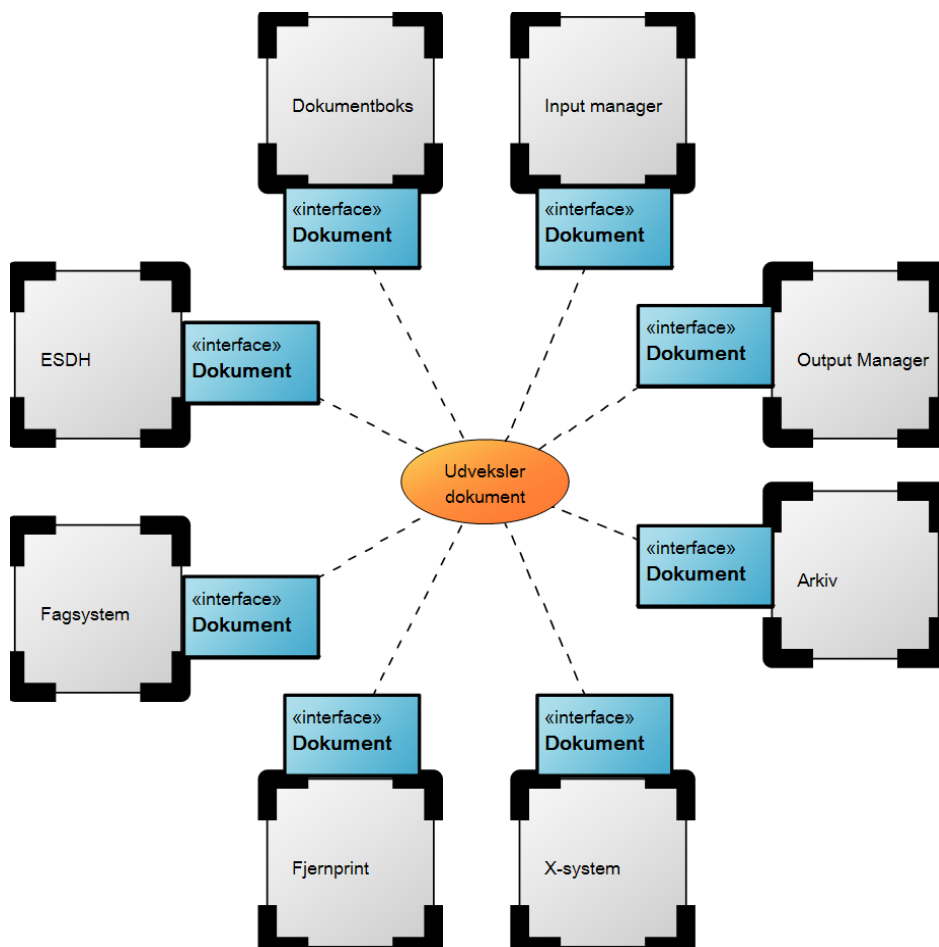 Dokumentboks
Input manager
«interface»
Dokument
«interface»
Dokument
ESDH
«interface»
Dokument
«interface»
Dokument
Output Manager
Udveksler
dokument
Fagsystem
«interface»
Dokument
«interface»
Dokument
Arkiv
«interface»
Dokument
«interface»
Dokument
Fjernprint
X-system